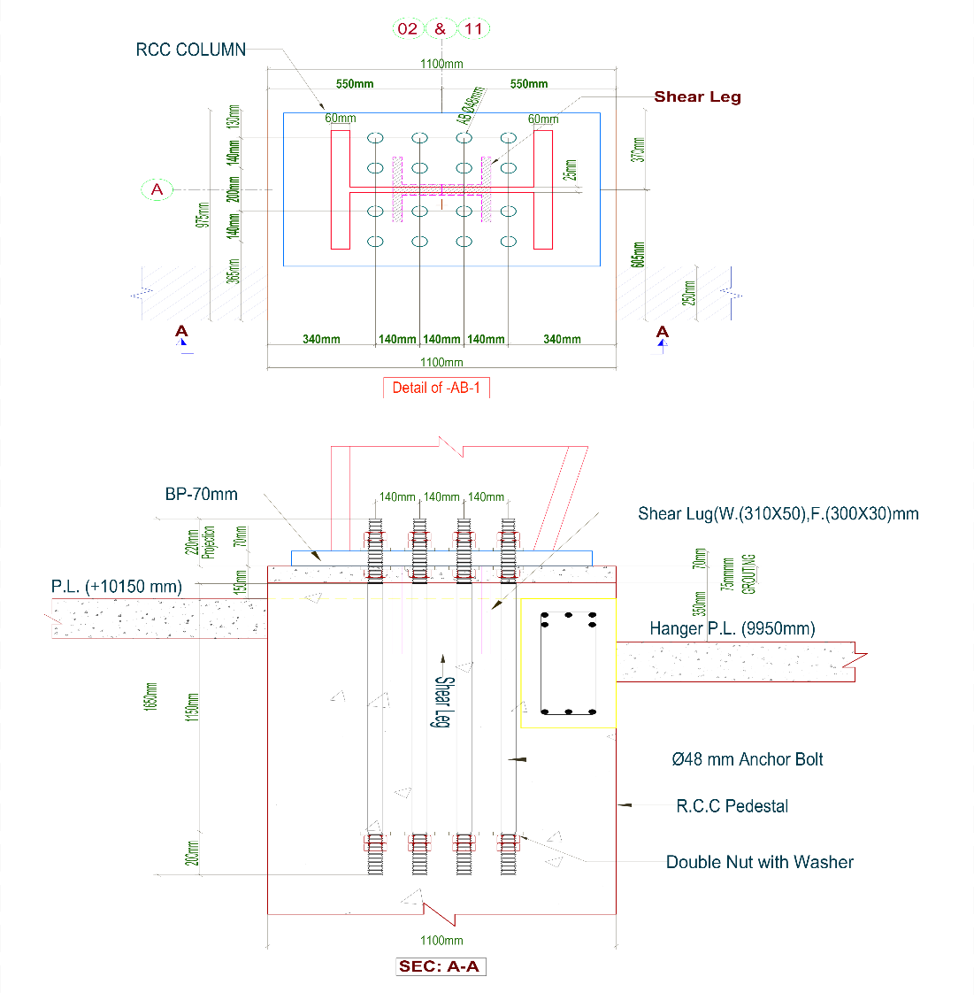 02 & 11
RCC COLUMN
1100mm
550mm 550mm
Shear Leg
AB Ø48mm
60mm 60mm
130mm
140mm
200mm
140mm
365mm
975mm
A
25mm
370mm
605mm
250mm
A A
340mm 140mm 140mm 140mm 340mm
1100mm
Detail of -AB-1
BP-70mm
140mm 140mm 140mm
Shear Lug(W.(310X50),F.(300X30)mm
220mm
Projection
70mm
150mm
70mm
75mmmm
GROUTING
350mm
P.L. (+10150 mm)
Hanger P.L. (9950mm)
Shear Leg
1650mm
1150mm
200mm
Ø48 mm Anchor Bolt
R.C.C Pedestal
Double Nut with Washer
1100mm
SEC: A-A